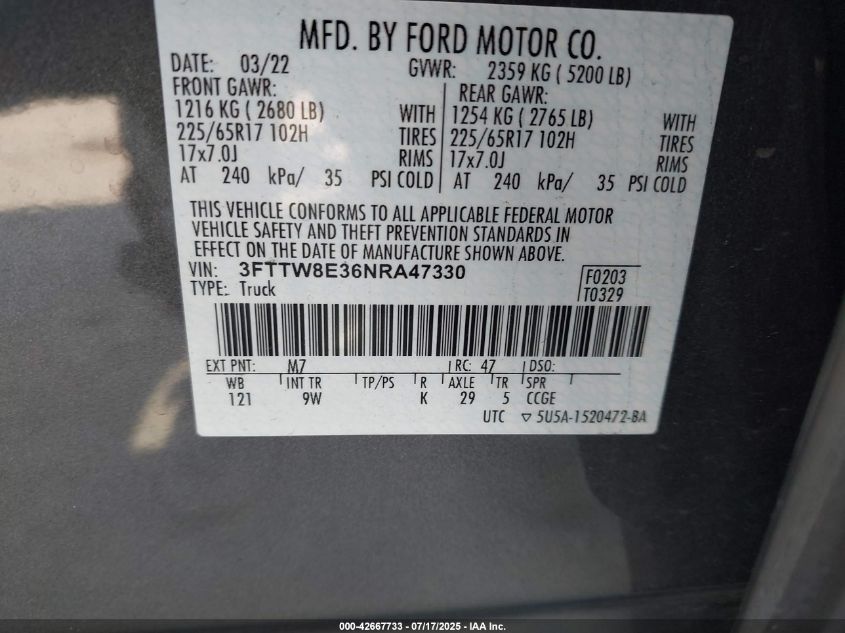 MFD. BY FORD MOTOR CO.
DATE: 03/22 GVWR: 2359 KG ( 5200 LB)
FRONT GAWR: REAR GAWR:
1216 KG ( 2680 LB) WITH 1254 KG ( 2765 LB) WITH
225/65R17 102H TIRES 225/65R17 102H TIRES
17x7.0J RIMS 17x7.0J RIMS
AT 240 kPa/ 35 PSI COLD AT 240 kPa/ 35 PSI COLD
THIS VEHICLE CONFORMS TO ALL APPLICABLE FEDERAL MOTOR
VEHICLE SAFETY AND THEFT PREVENTION STANDARDS IN
EFFECT ON THE DATE OF MANUFACTURE SHOWN ABOVE.
VIN: 3FTTW8E36NRA47330 F0203
TYPE: Truck T0329
EXT PNT: M7 RC: 47 DSO:
WB INT TR TP/PS R AXLE TR SPR
121 9W K 29 5 CCGE
UTC ▽ 5U5A-1520472-BA
000-42667733 / 07/17/2025 - IAA Inc.